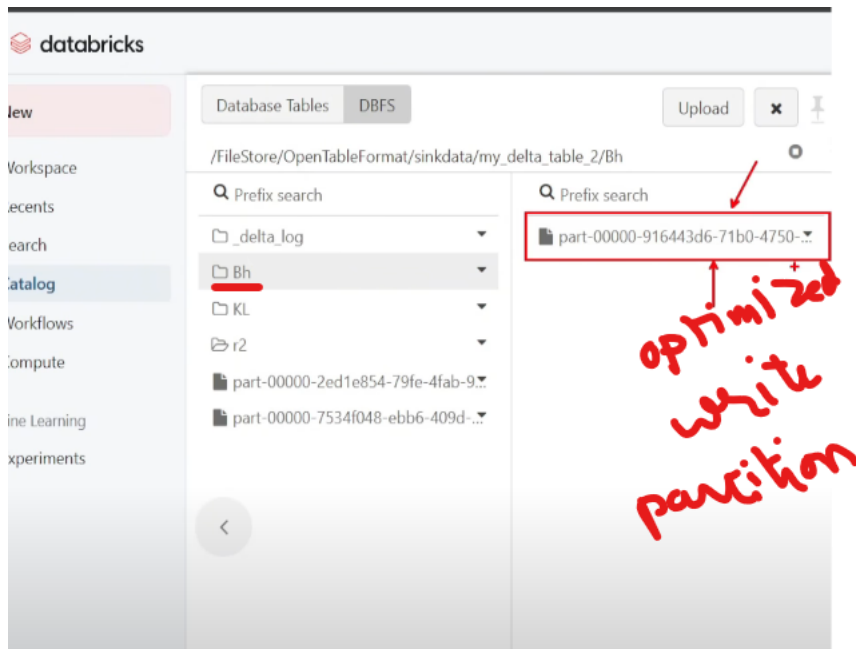 databricks
New
Workspace
Recents
Search
Catalog
Workflows
Compute
ine Learning
Experiments
Database Tables
DBFS
Upload
/FileStore/OpenTableFormat/sinkdata/my_delta_table_2/Bh
Prefix search
_delta_log
Bh
KL
r2
part-00000-2ed1e854-79fe-4fab-9...
part-00000-7534f048-ebb6-409d-...
Prefix search
part-00000-916443d6-71b0-4750-...
optimized
write
partition